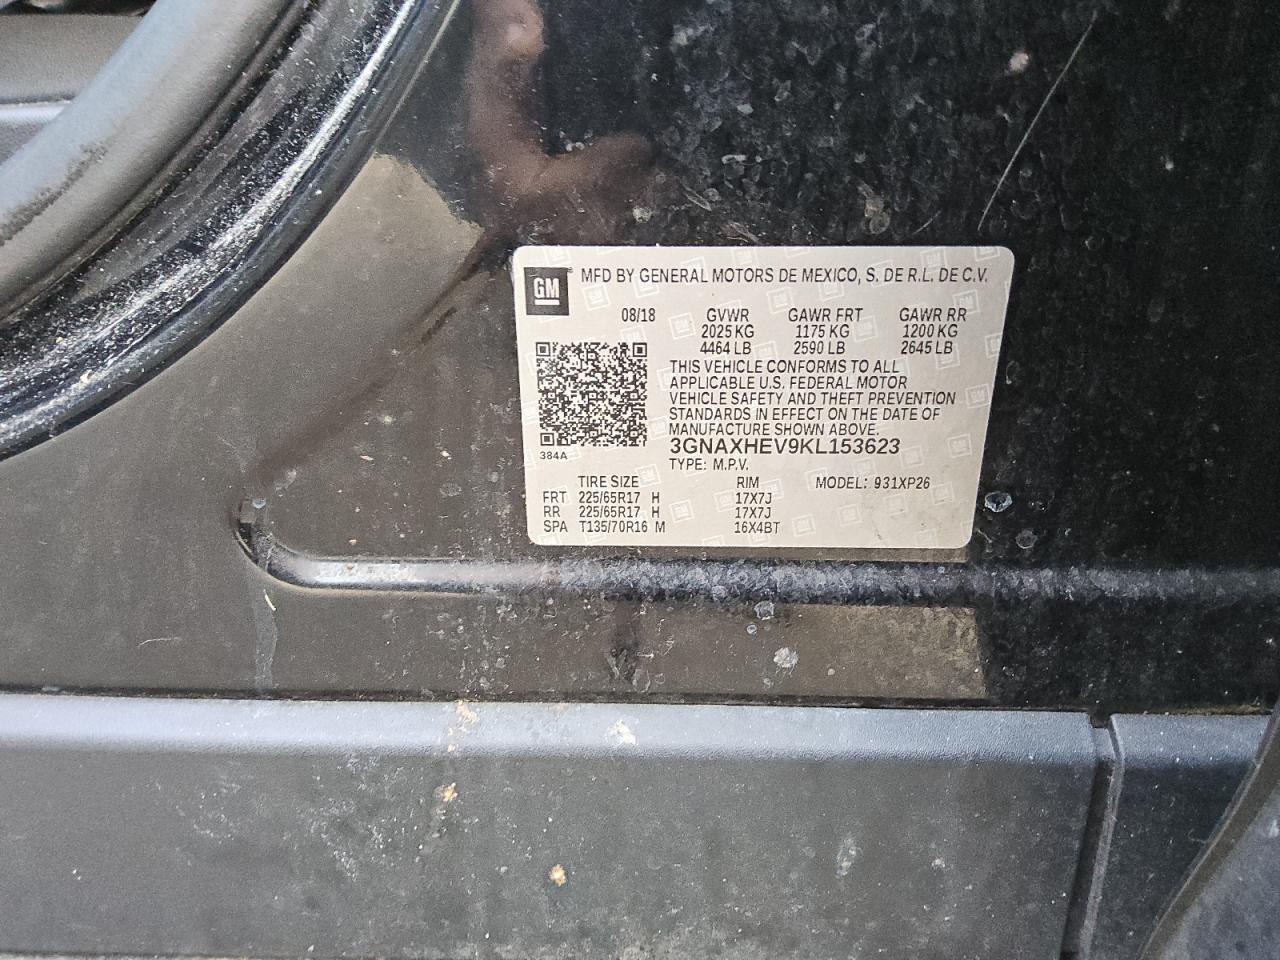 GM MFD BY GENERAL MOTORS DE MEXICO, S. DE R.L. DE C.V.
08/18 GVWR GAWR FRT GAWR RR
2025 KG 1175 KG 1200 KG
4464 LB 2590 LB 2645 LB
THIS VEHICLE CONFORMS TO ALL
APPLICABLE U.S. FEDERAL MOTOR
VEHICLE SAFETY AND THEFT PREVENTION
STANDARDS IN EFFECT ON THE DATE OF
MANUFACTURE SHOWN ABOVE.
3GNAXHEV9KL153623
384A
TYPE: M.P.V.
TIRE SIZE RIM MODEL: 931XP26
FRT 225/65R17 H 17X7J
RR 225/65R17 H 17X7J
SPA T135/70R16 M 16X4BT